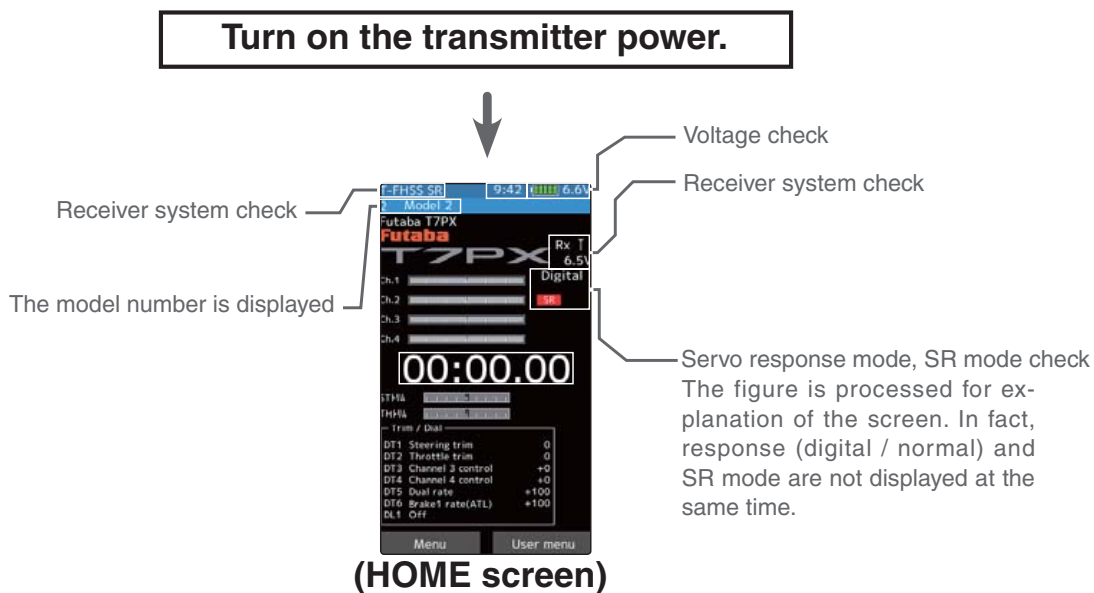 Turn on the transmitter power.
Voltage check
Receiver system check
Receiver system check
The model number is displayed
Servo response mode, SR mode check
The figure is processed for ex-
planation of the screen. In fact,
response (digital / normal) and
SR mode are not displayed at the
same time.
T-FHSS SR 9:42 6.6V
2 Model 2
Futaba T7PX
Futaba
T7PX
Rx
6.5V
Digital
SR
Ch.1
Ch.2
Ch.3
Ch.4
00:00.00
Trim / Dial
DT1 Steering trim 0
DT2 Throttle trim 0
DT3 Channel 3 control +0
DT4 Channel 4 control +0
DT5 Dual rate +100
DT6 Brake1 rate(ATL) +100
DL1 Off
Menu User menu
(HOME screen)